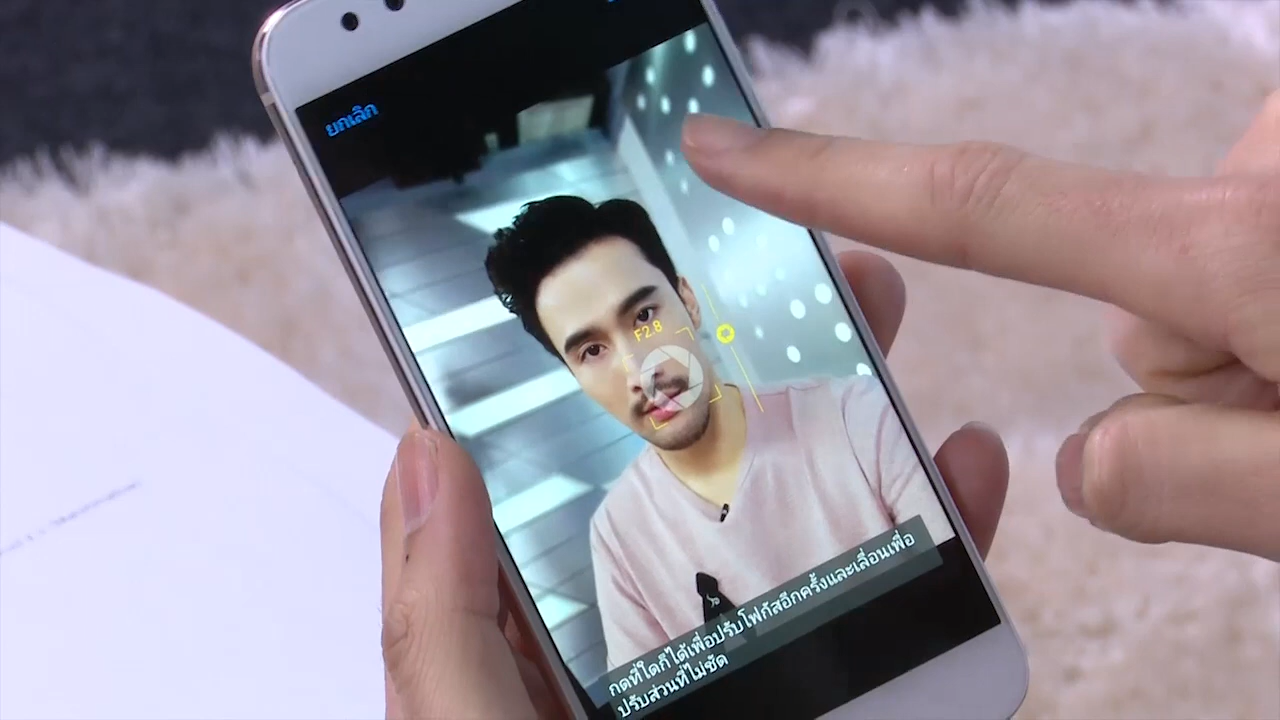 ยกเลิก
F2.8
กดที่ใดก็ได้เพื่อปรับโฟกัสอีกครั้งและเลื่อนเพื่อ
ปรับส่วนที่ไม่ชัด